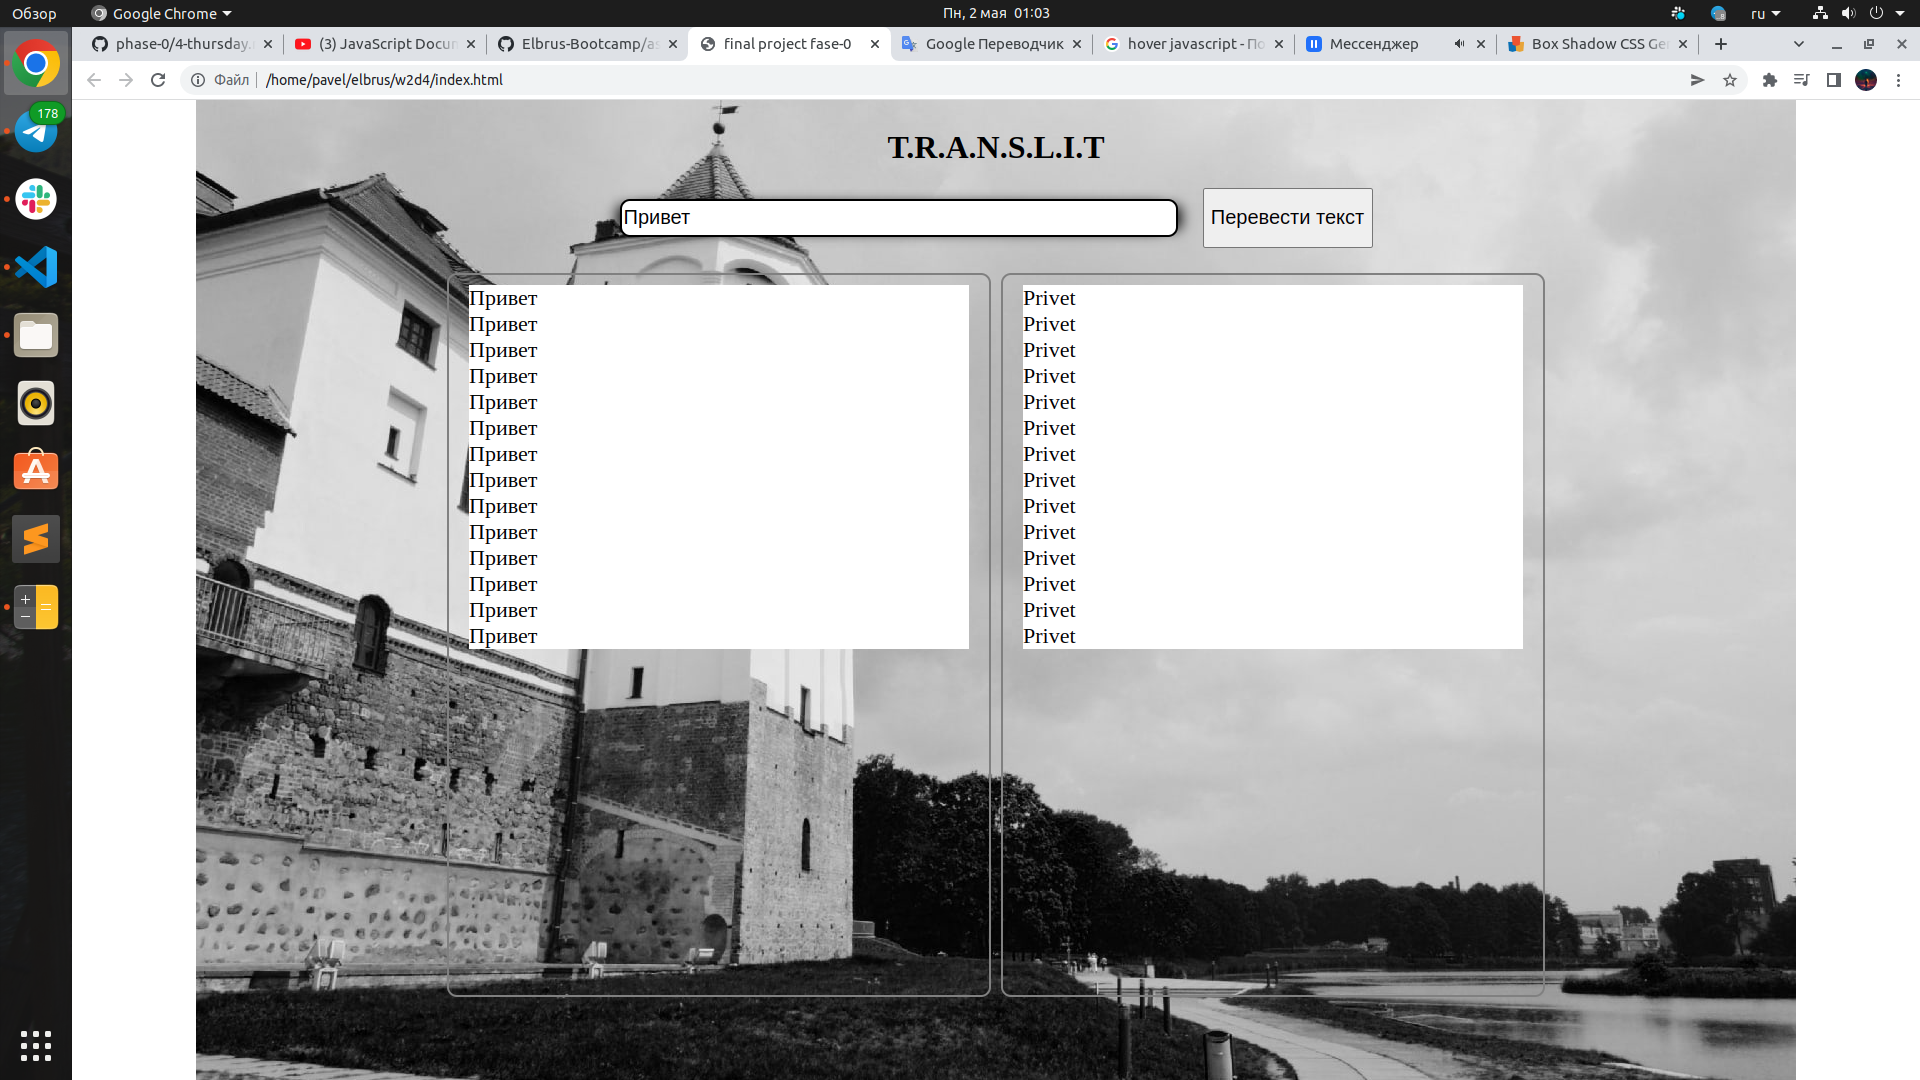 Обзор
Google Chrome
Пн, 2 мая 01:03
ru
phase-0/4-thursday.
(3) JavaScript Docum
Elbrus-Bootcamp/as
final project fase-0
Google Переводчик
hover javascript - По
Мессенджер
Box Shadow CSS Ger
Файл
/home/pavel/elbrus/w2d4/index.html
178
T.R.A.N.S.L.I.T
Привет
Перевести текст
Привет
Привет
Привет
Привет
Привет
Привет
Привет
Привет
Привет
Привет
Привет
Привет
Привет
Привет
Privet
Privet
Privet
Privet
Privet
Privet
Privet
Privet
Privet
Privet
Privet
Privet
Privet
Privet